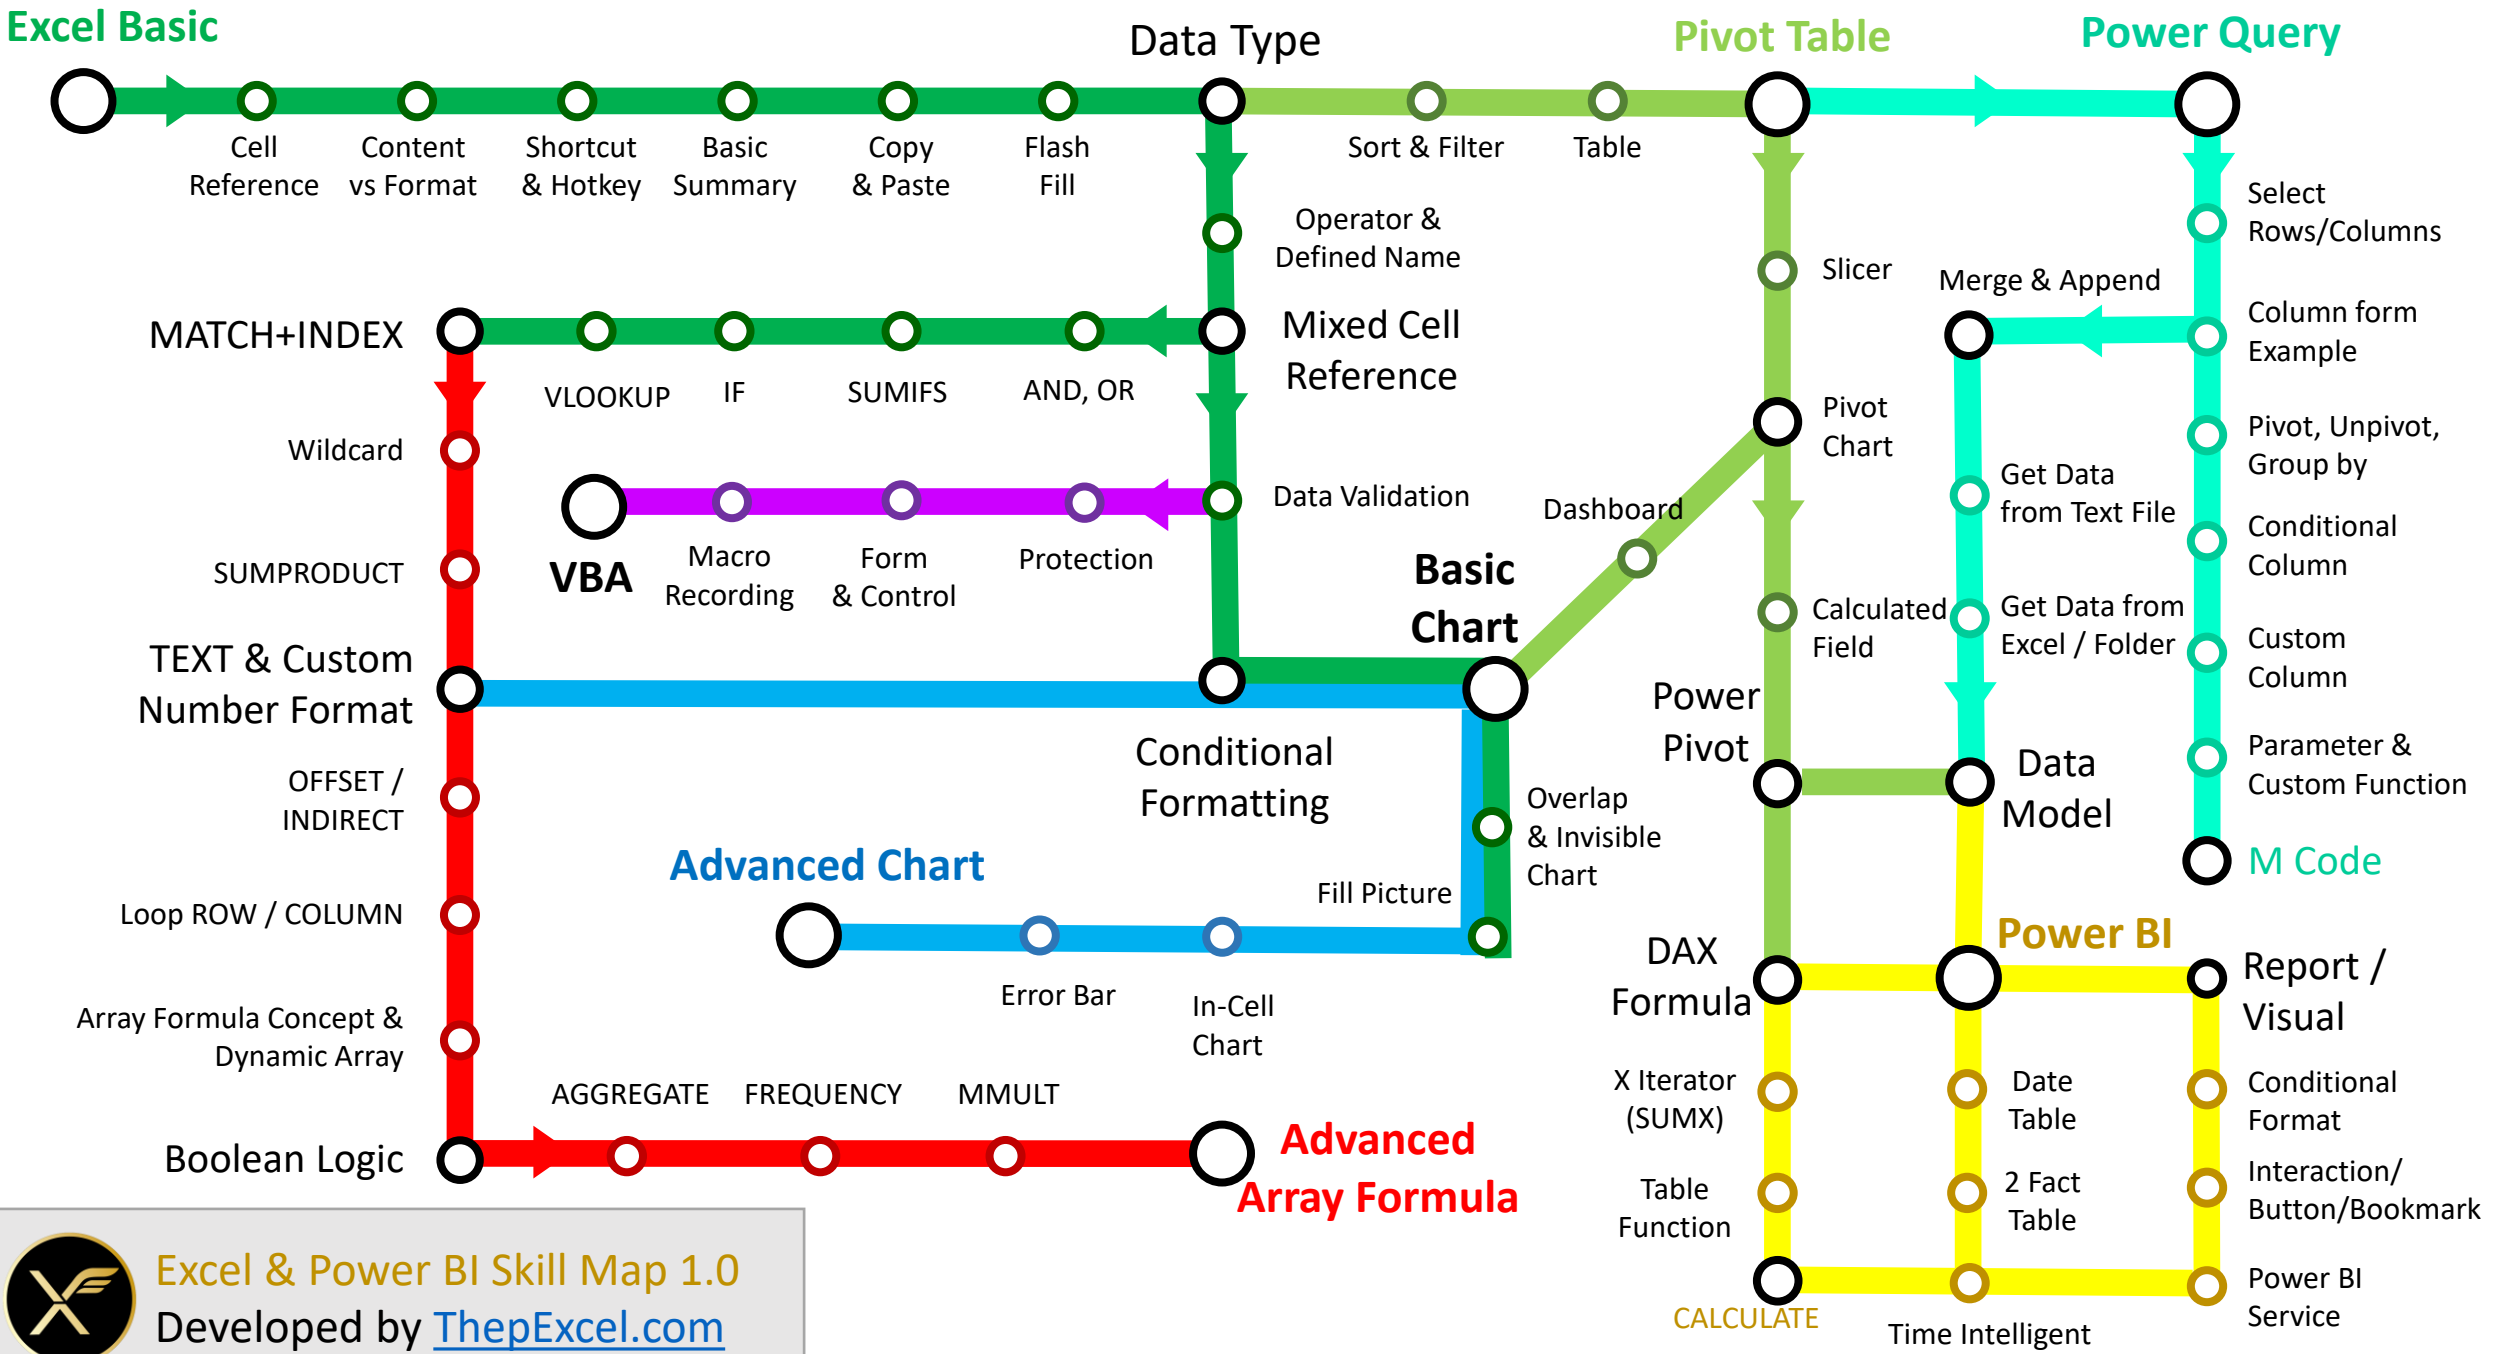 Excel Basic
Data Type
Pivot Table
Power Query
Cell
Reference
Content
vs Format
Shortcut
& Hotkey
Basic
Summary
Copy
& Paste
Flash
Fill
Sort & Filter
Table
Select
Rows/Columns
Operator &
Defined Name
Slicer
Merge & Append
Column form
Example
MATCH+INDEX
VLOOKUP
IF
SUMIFS
AND, OR
Mixed Cell
Reference
Pivot
Chart
Pivot, Unpivot,
Group by
Wildcard
Get Data
from Text File
Data Validation
Dashboard
Conditional
Column
VBA
Macro
Recording
Form
& Control
Protection
Basic
Chart
SUMPRODUCT
Calculated
Field
Get Data from
Excel / Folder
Custom
Column
TEXT & Custom
Number Format
Power
Pivot
Conditional
Formatting
Data
Model
Parameter &
Custom Function
OFFSET /
INDIRECT
Overlap
& Invisible
Chart
Advanced Chart
Fill Picture
M Code
Loop ROW / COLUMN
Error Bar
In-Cell
Chart
DAX
Formula
Power BI
Report /
Visual
Array Formula Concept &
Dynamic Array
X Iterator
(SUMX)
Date
Table
Conditional
Format
AGGREGATE
FREQUENCY
MMULT
Boolean Logic
Advanced
Array Formula
Table
Function
2 Fact
Table
Interaction/
Button/Bookmark
CALCULATE
Time Intelligent
Power BI
Service
X
Excel & Power BI Skill Map 1.0
Developed by ThepExcel.com